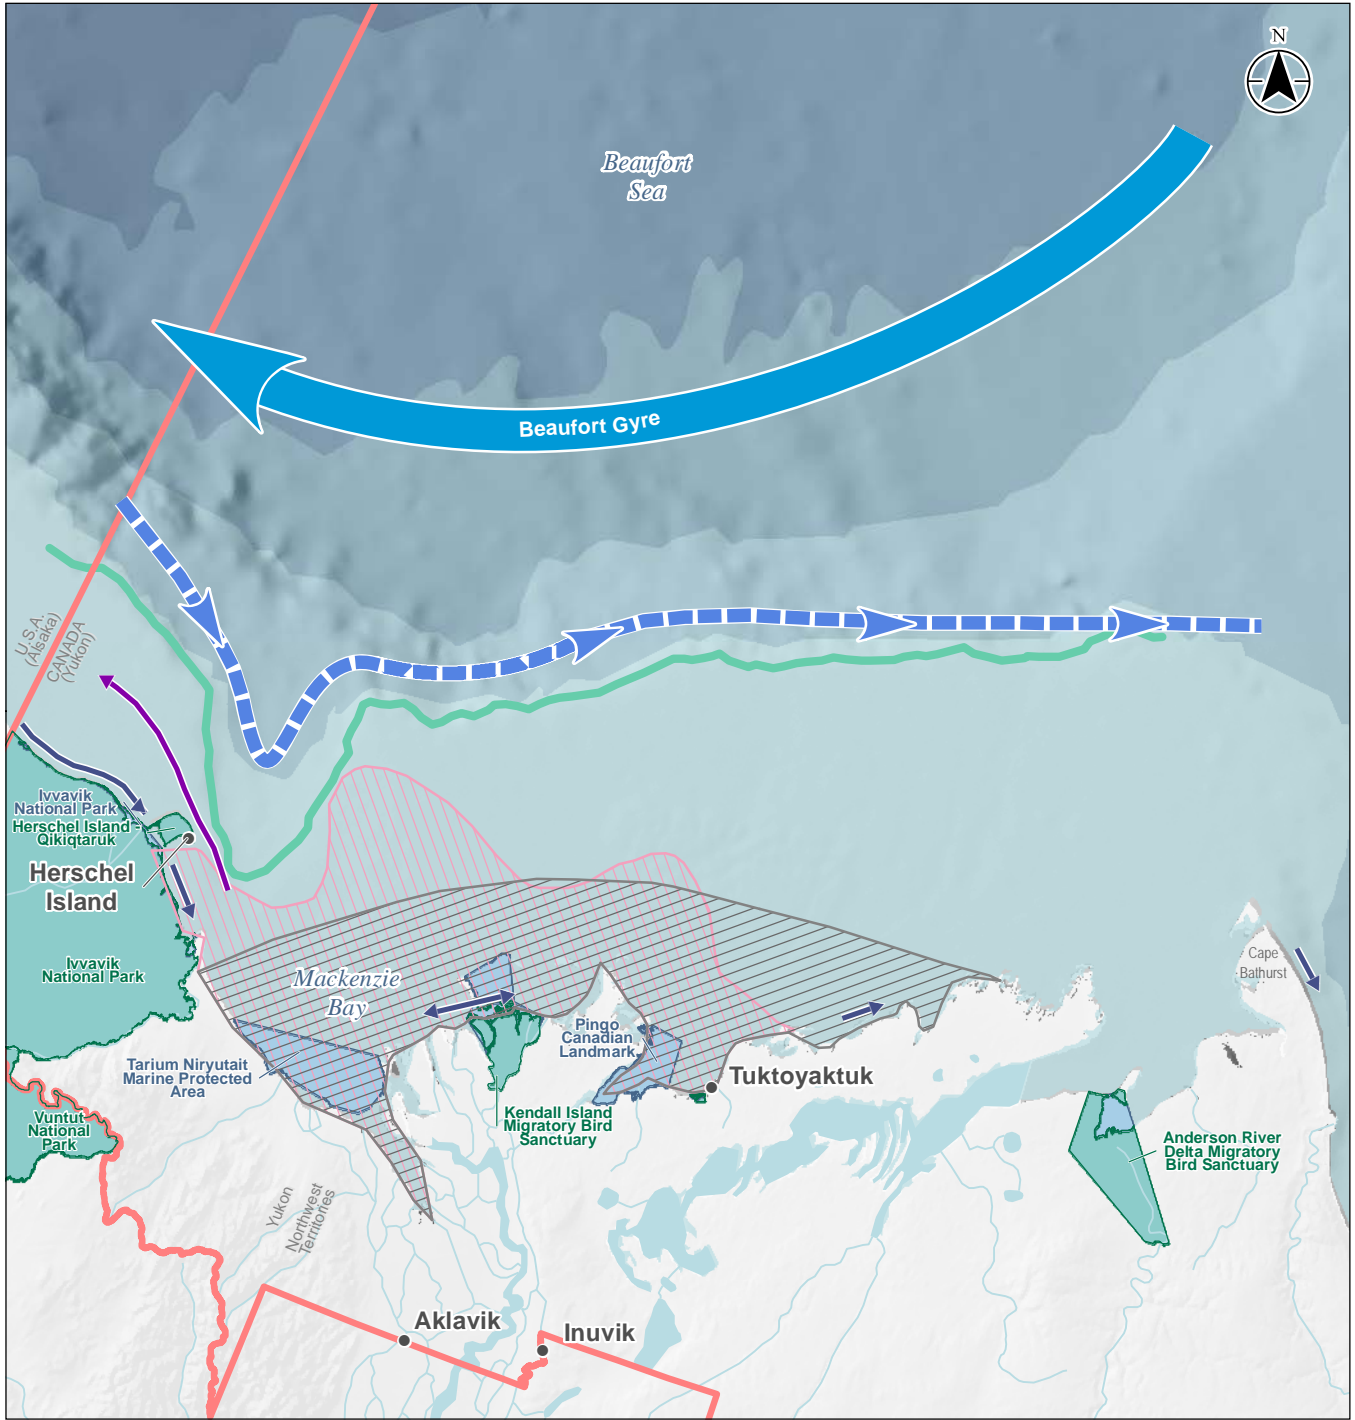 N
Beaufort
Sea
Beaufort Gyre
U.S.A.
(Alsaka)
CANADA
(Yukon)
Ivvavik
National Park
Herschel Island -
Qikiqtaruk
Herschel
Island
Ivvavik
National Park
Mackenzie
Bay
Cape
Bathurst
Pingo
Canadian
Landmark
Tarium Niryutait
Marine Protected
Area
Tuktoyaktuk
Vuntut
National
Park
Kendall Island
Migratory Bird
Sanctuary
Anderson River
Delta Migratory
Bird Sanctuary
Yukon
Northwest
Territories
Aklavik
Inuvik